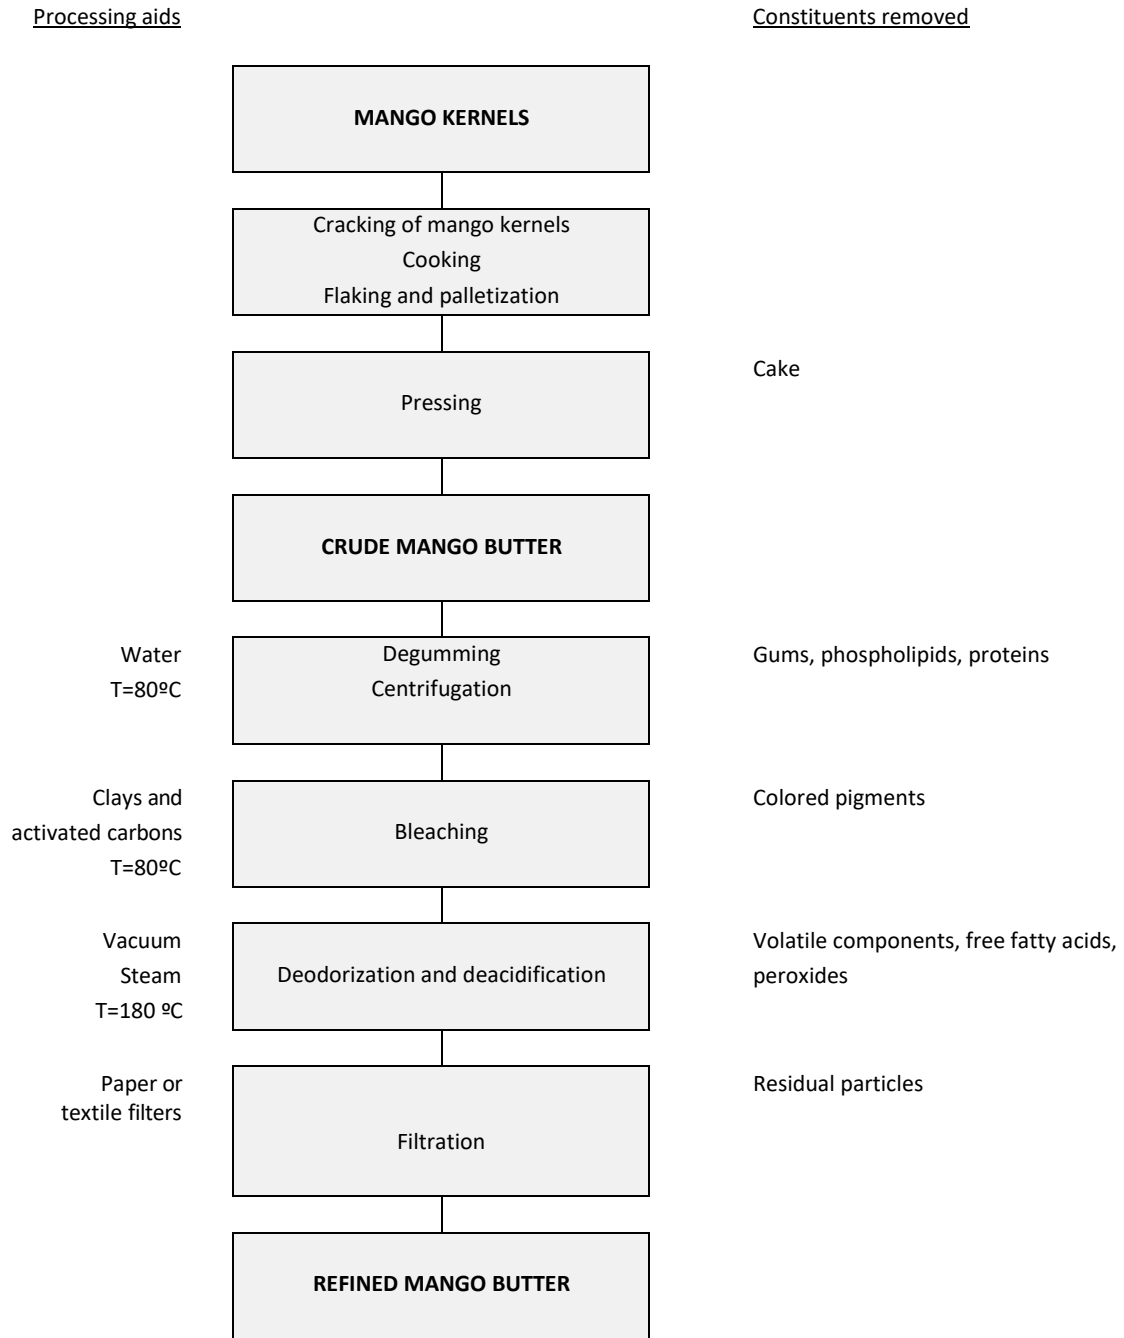 Processing aids
Constituents removed
MANGO KERNELS
Cracking of mango kernels
Cooking
Flaking and palletization
Pressing
Cake
CRUDE MANGO BUTTER
Water
T=80ºC
Degumming
Centrifugation
Gums, phospholipids, proteins
Clays and
activated carbons
T=80ºC
Bleaching
Colored pigments
Vacuum
Steam
T=180 ºC
Deodorization and deacidification
Volatile components, free fatty acids,
peroxides
Paper or
textile filters
Filtration
Residual particles
REFINED MANGO BUTTER